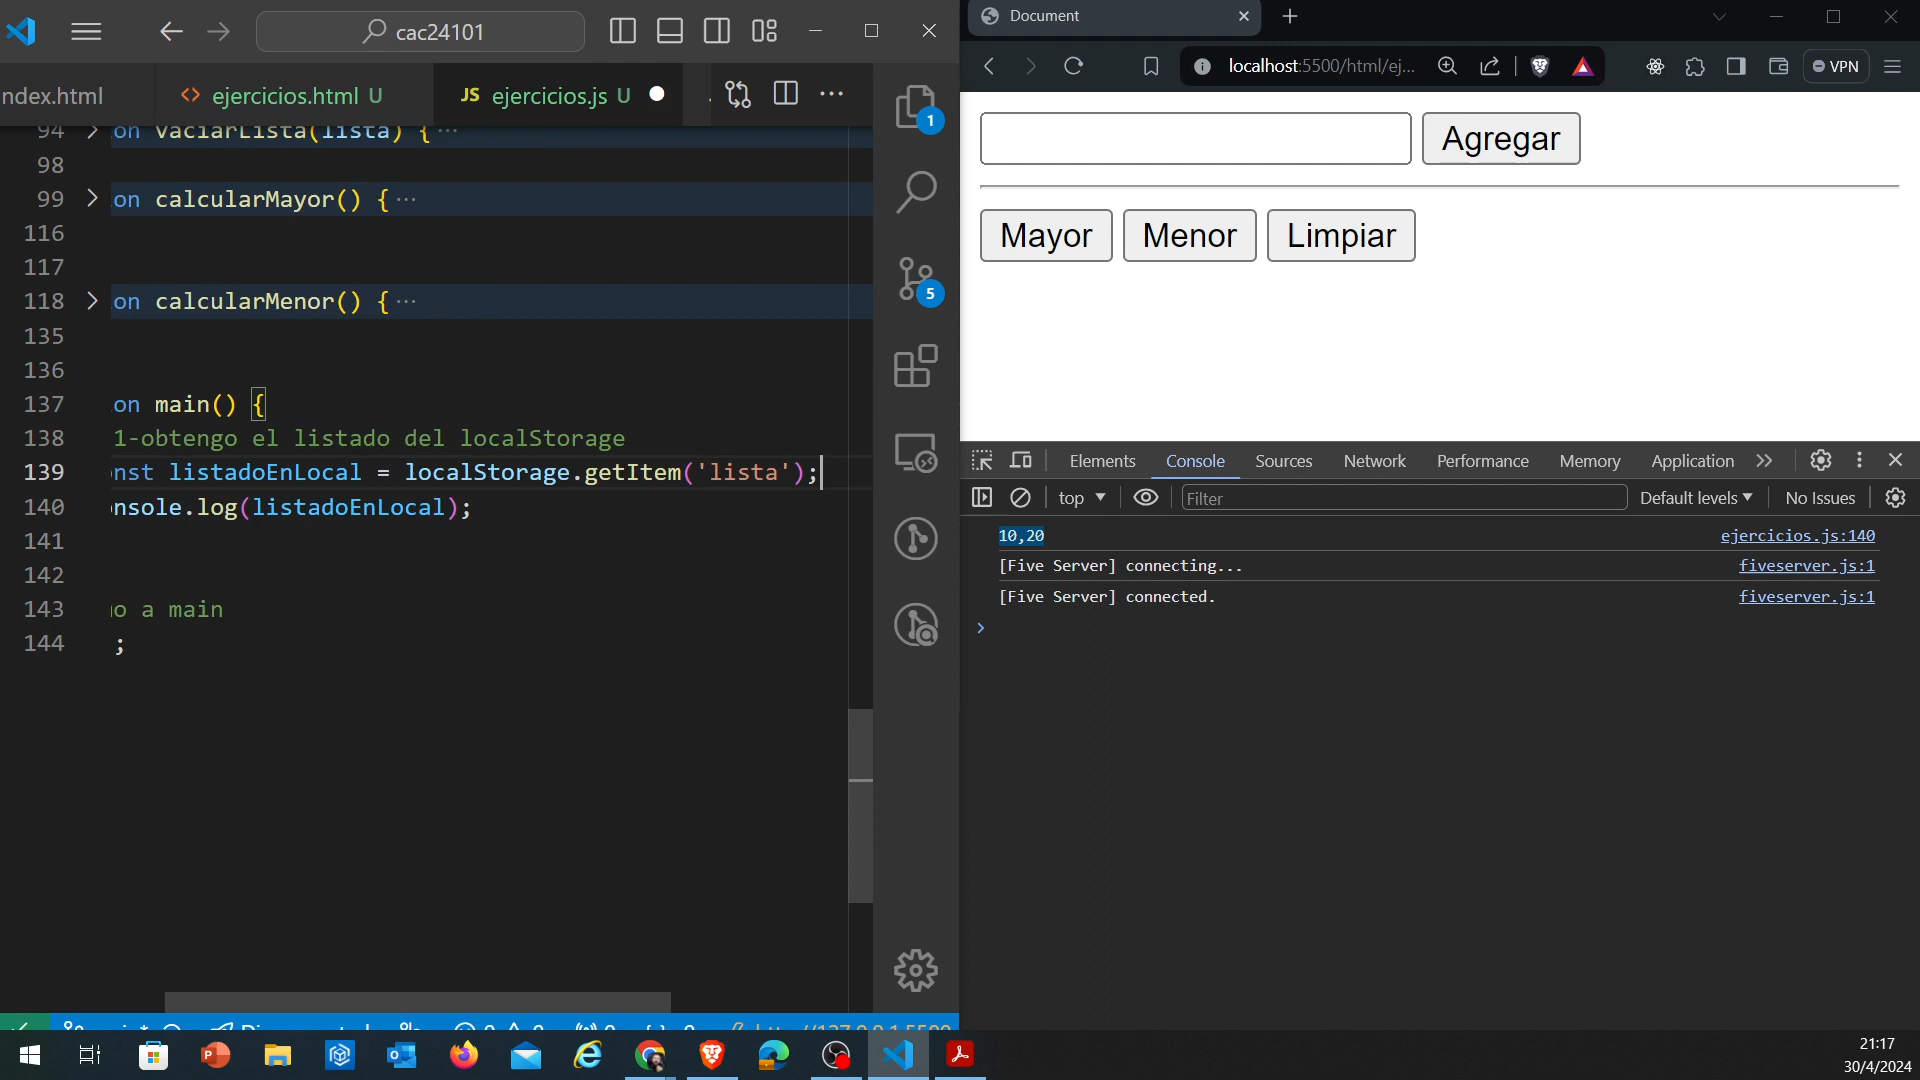 cac24101
ndex.html
ejercicios.html U
JS ejercicios.js U
94 on vaciarLista(lista) {···
98
99 on calcularMayor() {···
116
117
118 on calcularMenor() {···
135
136
137 on main() {
138 1-obtengo el listado del localStorage
139 nst listadoEnLocal = localStorage.getItem('lista');
140 nsole.log(listadoEnLocal);
141
142
143 o a main
144 ;
1
5
Document
localhost:5500/html/ej...
VPN
Agregar
Mayor Menor Limpiar
Elements Console Sources Network Performance Memory Application
top Filter Default levels No Issues
10,20 ejercicios.js:140
[Five Server] connecting... fiveserver.js:1
[Five Server] connected. fiveserver.js:1
21:17
30/4/2024